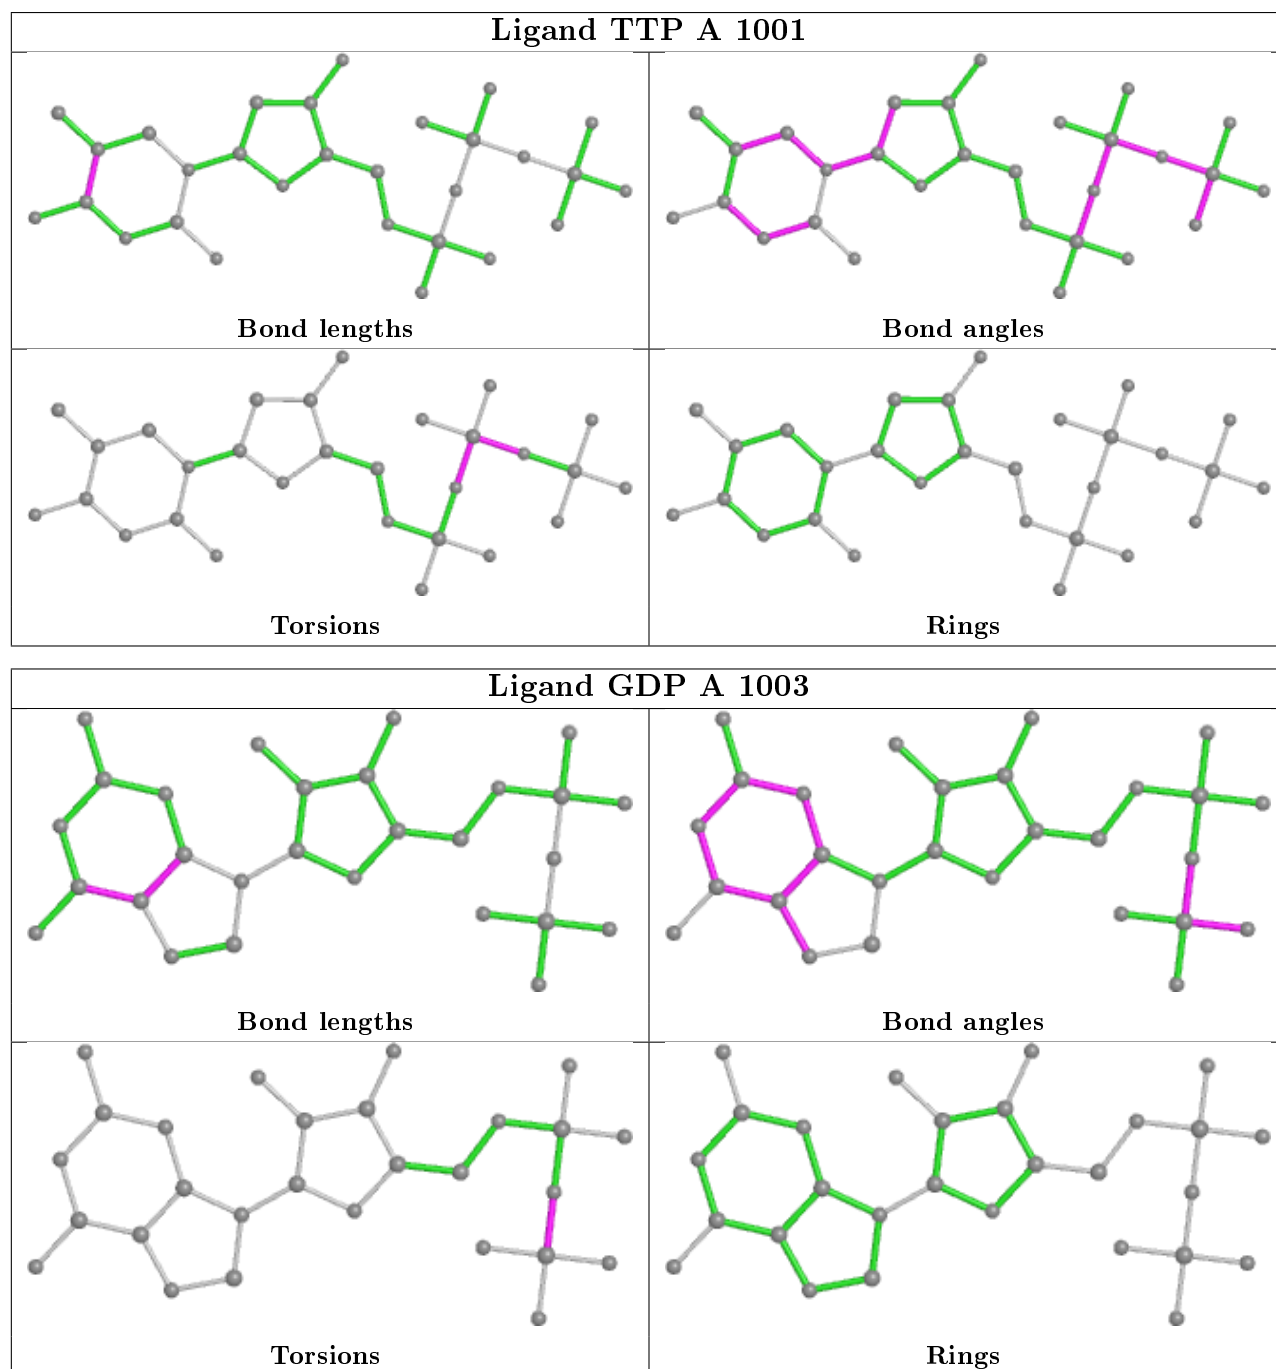 Ligand TTP A 1001
Bond lengths
Bond angles
Torsions
Rings
Ligand GDP A 1003
Bond lengths
Bond angles
Torsions
Rings